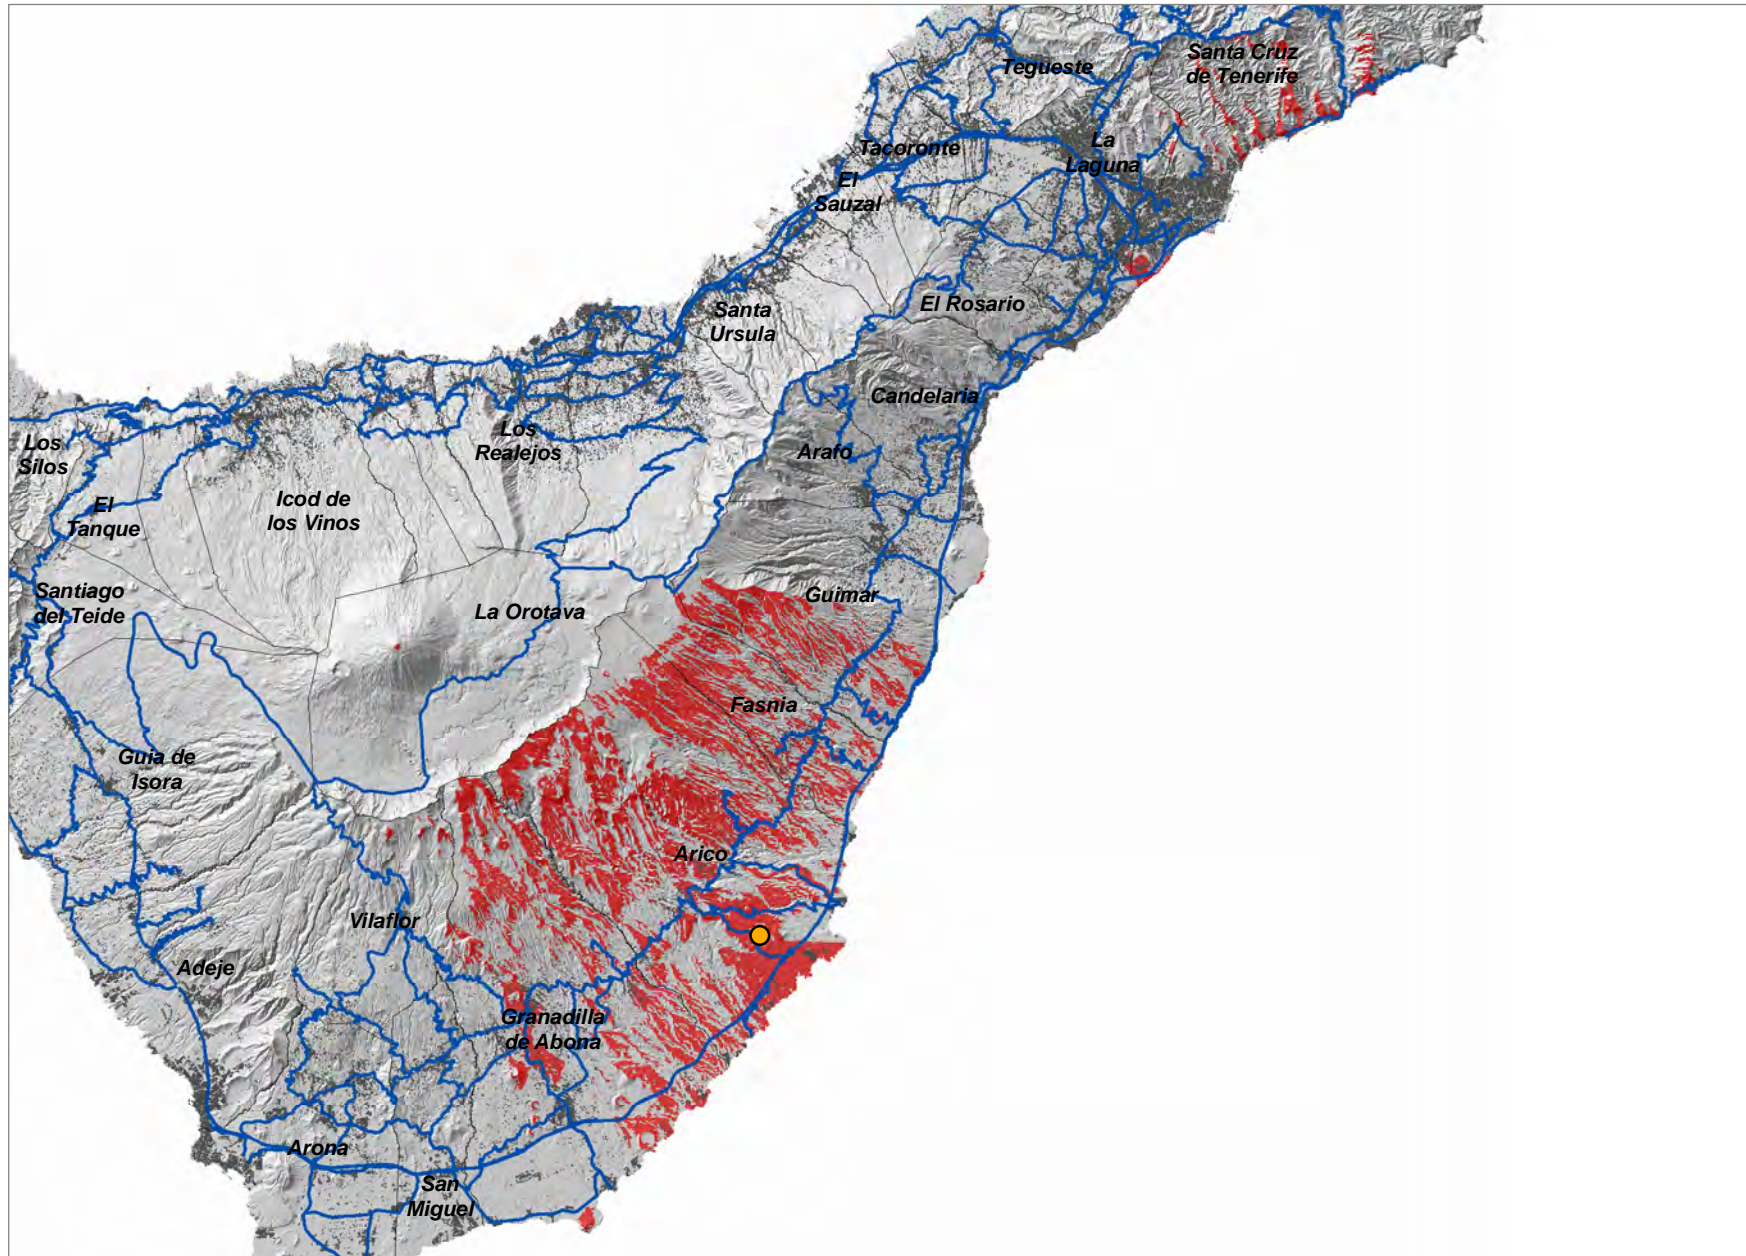 Santa Cruz
de Tenerife
Tegueste
La
Laguna
Tacoronte
El
Sauzal
El Rosario
Santa
Ursula
Candelaria
Los
Silos
Los
Realejos
Arafo
Icod de
los Vinos
El
Tanque
Santiago
del Teide
La Orotava
Guimar
Fasnia
Guia de
Isora
Arico
Vilaflor
Adeje
Granadilla
de Abona
Arona
San
Miguel